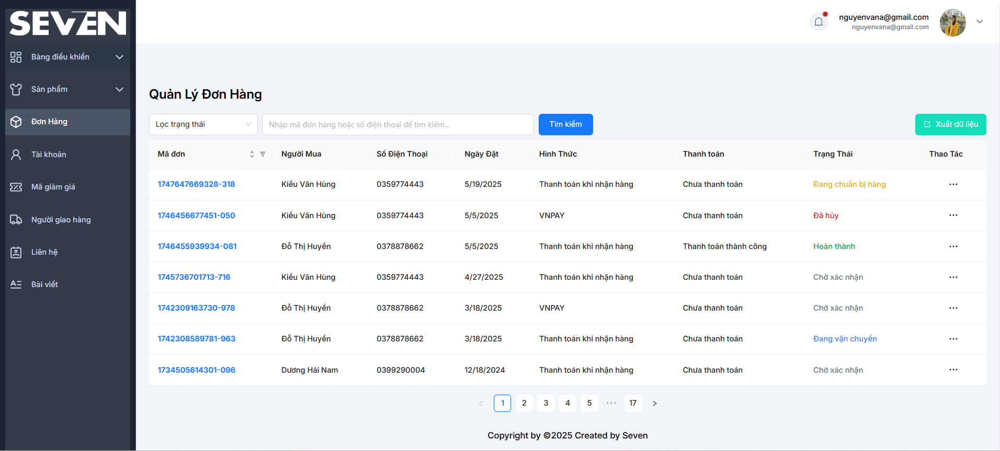 SEVEN
nguyenvana@gmail.com
nguyenvana@gmail.com
Bảng điều khiển
Sản phẩm
Đơn Hàng
Tài khoản
Mã giảm giá
Người giao hàng
Liên hệ
Bài viết
Quản Lý Đơn Hàng
Lọc trạng thái Nhập mã đơn hàng hoặc số điện thoại để tìm kiếm... Tìm kiếm Xuất dữ liệu
Mã đơn Người Mua Số Điện Thoại Ngày Đặt Hình Thức Thanh toán Trạng Thái Thao Tác
1747647669328-318 Kiều Văn Hùng 0359774443 5/19/2025 Thanh toán khi nhận hàng Chưa thanh toán Đang chuẩn bị hàng ...
1746456677451-050 Kiều Văn Hùng 0359774443 5/5/2025 VNPAY Chưa thanh toán Đã hủy ...
1746455939934-081 Đỗ Thị Huyền 0378878662 5/5/2025 Thanh toán khi nhận hàng Thanh toán thành công Hoàn thành ...
1745736701713-716 Kiều Văn Hùng 0359774443 4/27/2025 Thanh toán khi nhận hàng Chưa thanh toán Chờ xác nhận ...
1742309163730-978 Đỗ Thị Huyền 0378878662 3/18/2025 VNPAY Chưa thanh toán Chờ xác nhận ...
1742308589781-963 Đỗ Thị Huyền 0378878662 3/18/2025 Thanh toán khi nhận hàng Chưa thanh toán Đang vận chuyển ...
1734505614301-096 Dương Hải Nam 0399290004 12/18/2024 Thanh toán khi nhận hàng Chưa thanh toán Chờ xác nhận ...
< 1 2 3 4 5 ... 17 >
Copyright by ©2025 Created by Seven